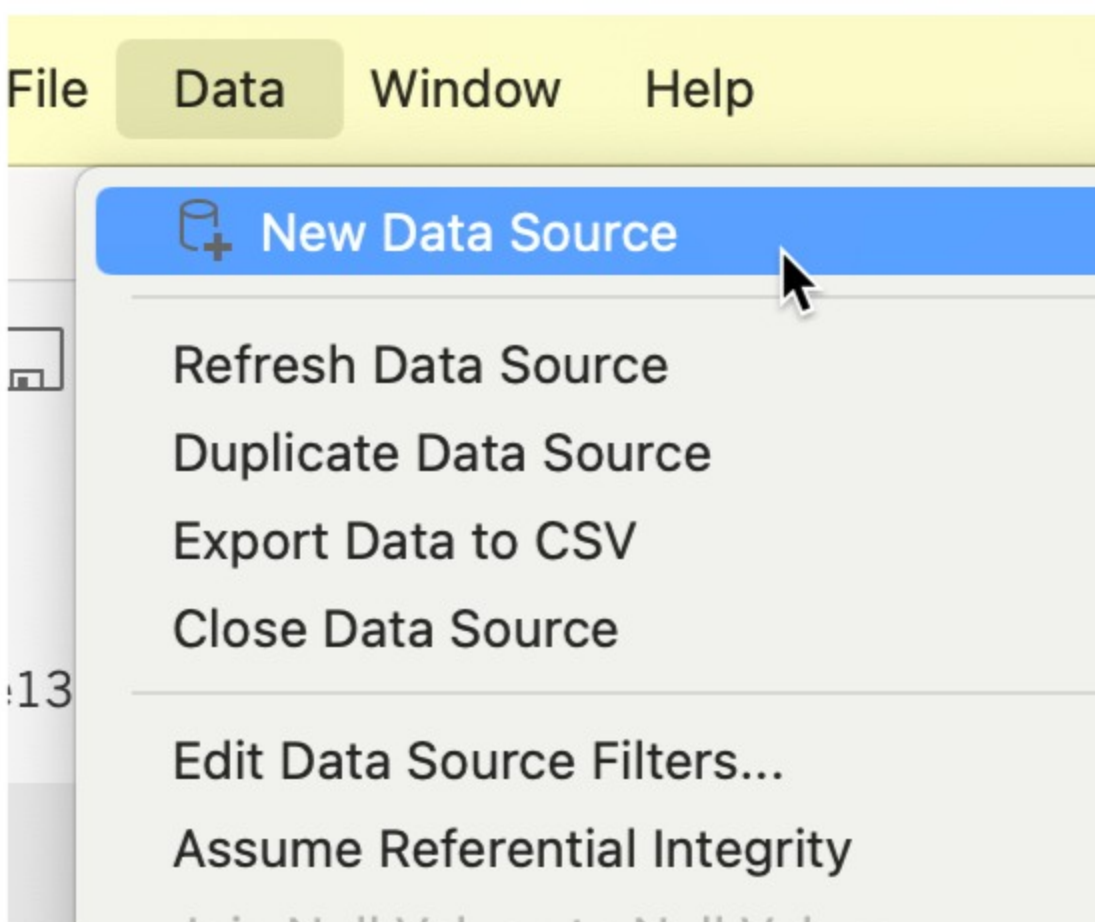 File Data Window Help
New Data Source
Refresh Data Source
Duplicate Data Source
Export Data to CSV
Close Data Source
e13
Edit Data Source Filters...
Assume Referential Integrity